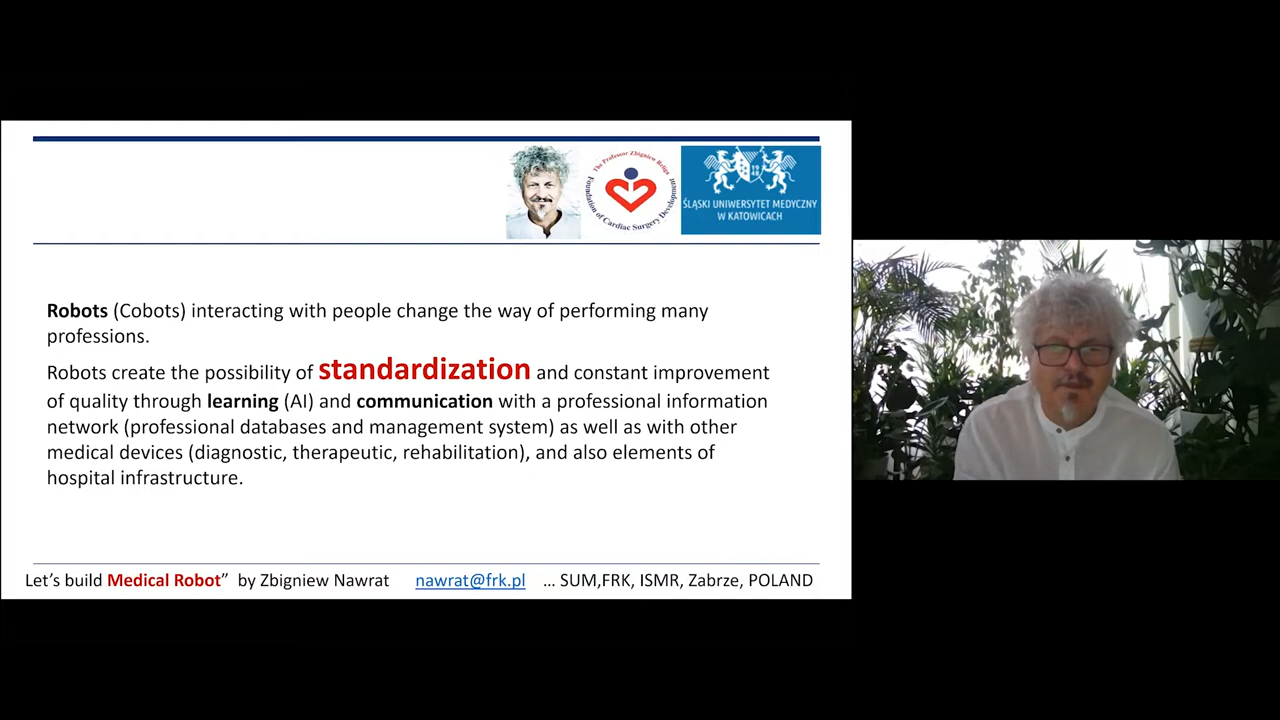 The Professor Zbigniew Religa
Foundation of Cardiac Surgery Development
ŚLĄSKI UNIWERSYTET MEDYCZNY
W KATOWICACH
Robots (Cobots) interacting with people change the way of performing many
professions.
Robots create the possibility of standardization and constant improvement
of quality through learning (AI) and communication with a professional information
network (professional databases and management system) as well as with other
medical devices (diagnostic, therapeutic, rehabilitation), and also elements of
hospital infrastructure.
Let's build Medical Robot” by Zbigniew Nawrat nawrat@frk.pl ... SUM,FRK, ISMR, Zabrze, POLAND